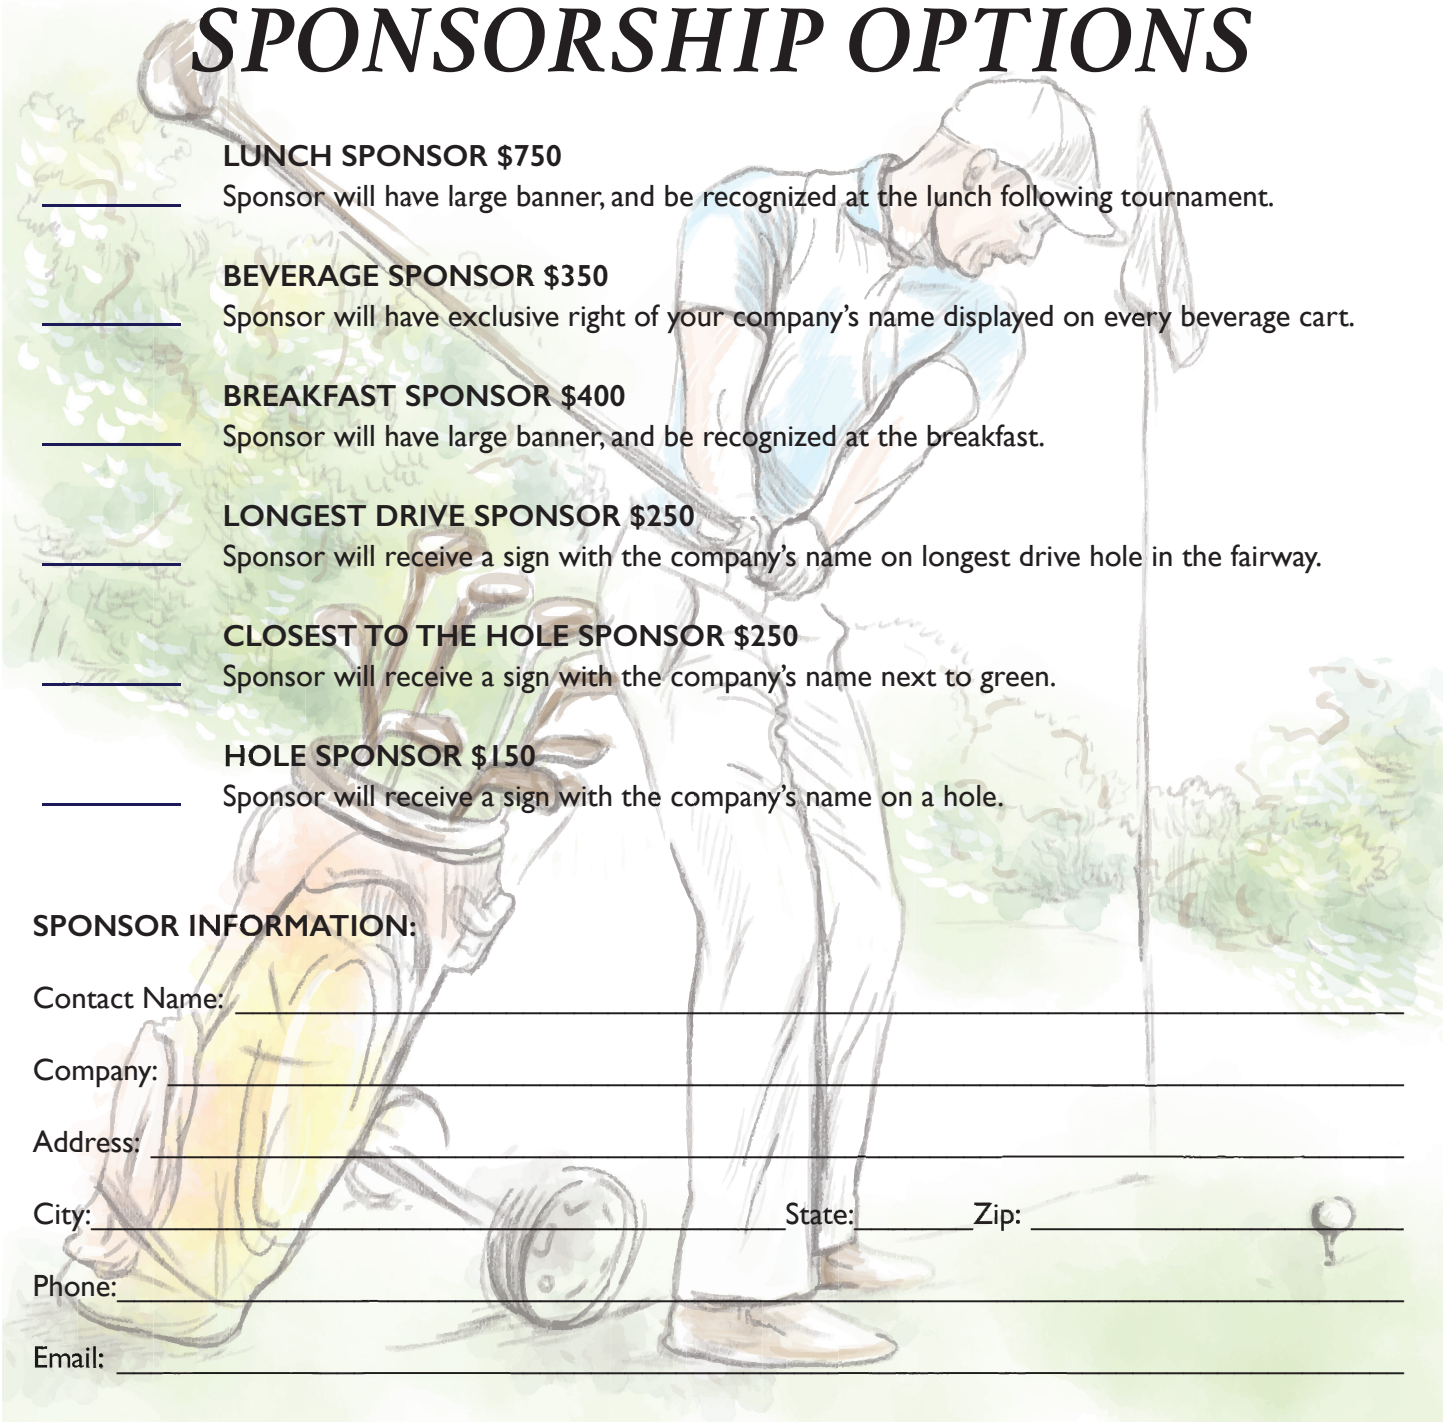 SPONSORSHIP OPTIONS
LUNCH SPONSOR $750
Sponsor will have large banner, and be recognized at the lunch following tournament.
BEVERAGE SPONSOR $350
Sponsor will have exclusive right of your company’s name displayed on every beverage cart.
BREAKFAST SPONSOR $400
Sponsor will have large banner, and be recognized at the breakfast.
LONGEST DRIVE SPONSOR $250
Sponsor will receive a sign with the company’s name on longest drive hole in the fairway.
CLOSEST TO THE HOLE SPONSOR $250
Sponsor will receive a sign with the company’s name next to green.
HOLE SPONSOR $150
Sponsor will receive a sign with the company’s name on a hole.
SPONSOR INFORMATION:
Contact Name:
Company:
Address:
City: State: Zip:
Phone:
Email: